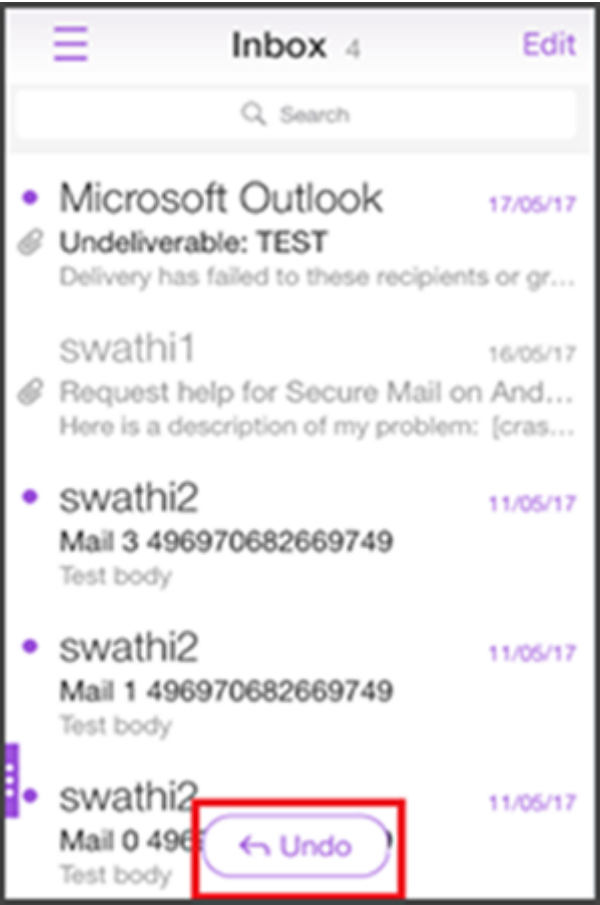 Inbox 4
Edit
Search
Microsoft Outlook 17/05/17
Undeliverable: TEST
Delivery has failed to these recipients or gr...
swathi1 16/05/17
Request help for Secure Mail on And...
Here is a description of my problem: [cras...
swathi2 11/05/17
Mail 3 496970682669749
Test body
swathi2 11/05/17
Mail 1 496970682669749
Test body
swathi2 11/05/17
Mail 0 496
Undo
Test body